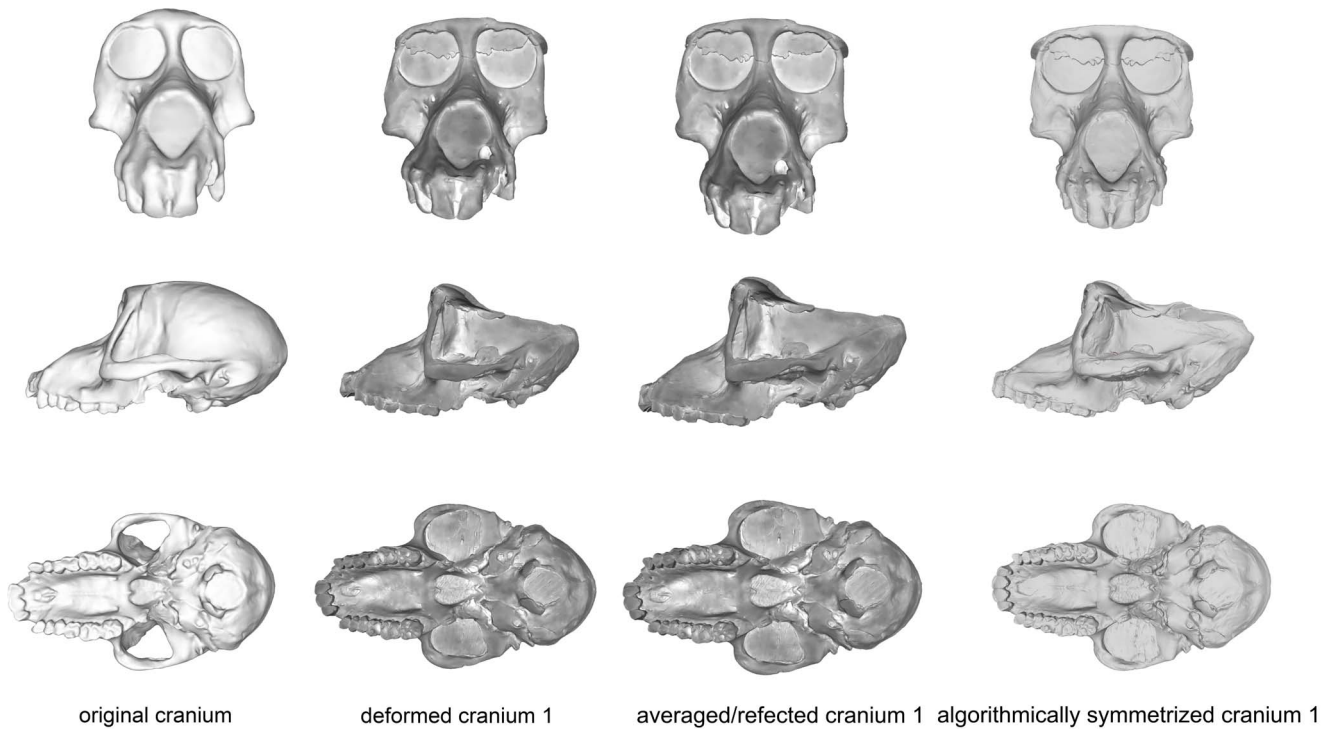 original cranium
deformed cranium 1
averaged/refected cranium 1
algorithmically symmetrized cranium 1